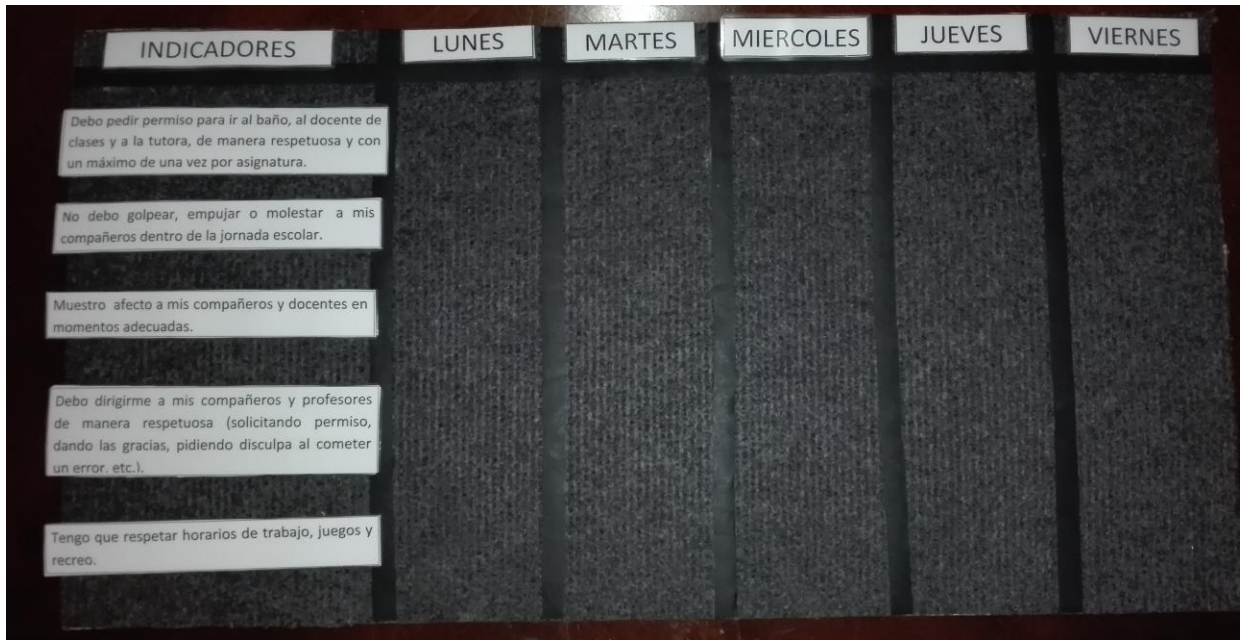 INDICADORES
LUNES
MARTES
MIERCOLES
JUEVES
VIERNES
Debo pedir permiso para ir al baño, al docente de
clases y a la tutora, de manera respetuosa y con
un máximo de una vez por asignatura.
No debo golpear, empujar o molestar a mis
compañeros dentro de la jornada escolar.
Muestro afecto a mis compañeros y docentes en
momentos adecuadas.
Debo dirigirme a mis compañeros y profesores
de manera respetuosa (solicitando permiso,
dando las gracias, pidiendo disculpa al cometer
un error. etc.).
Tengo que respetar horarios de trabajo, juegos y
recreo.